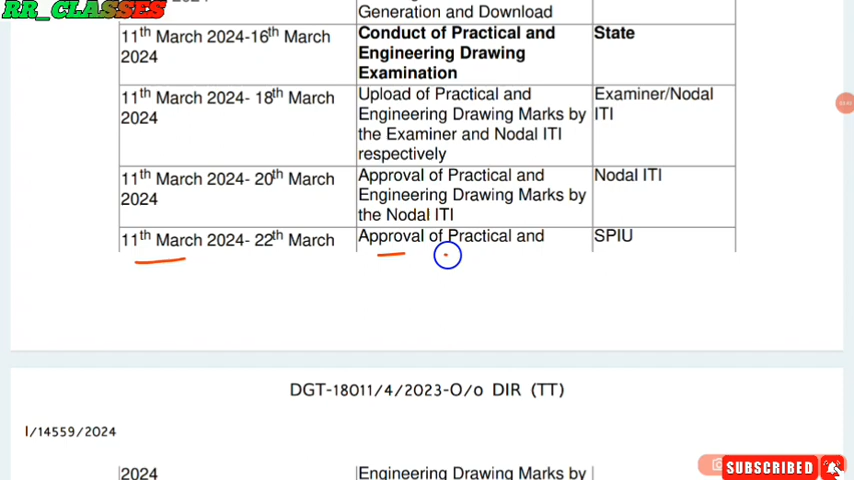 RR_CLASSES
Generation and Download
11th March 2024-16th March
2024
Conduct of Practical and
Engineering Drawing
Examination
State
11th March 2024- 18th March
2024
Upload of Practical and
Engineering Drawing Marks by
the Examiner and Nodal ITI
respectively
Examiner/Nodal
ITI
11th March 2024- 20th March
2024
Approval of Practical and
Engineering Drawing Marks by
the Nodal ITI
Nodal ITI
11th March 2024- 22th March
Approval of Practical and
SPIU
DGT-18011/4/2023-O/o DIR (TT)
I/14559/2024
2024
Engineering Drawing Marks by
SUBSCRIBED